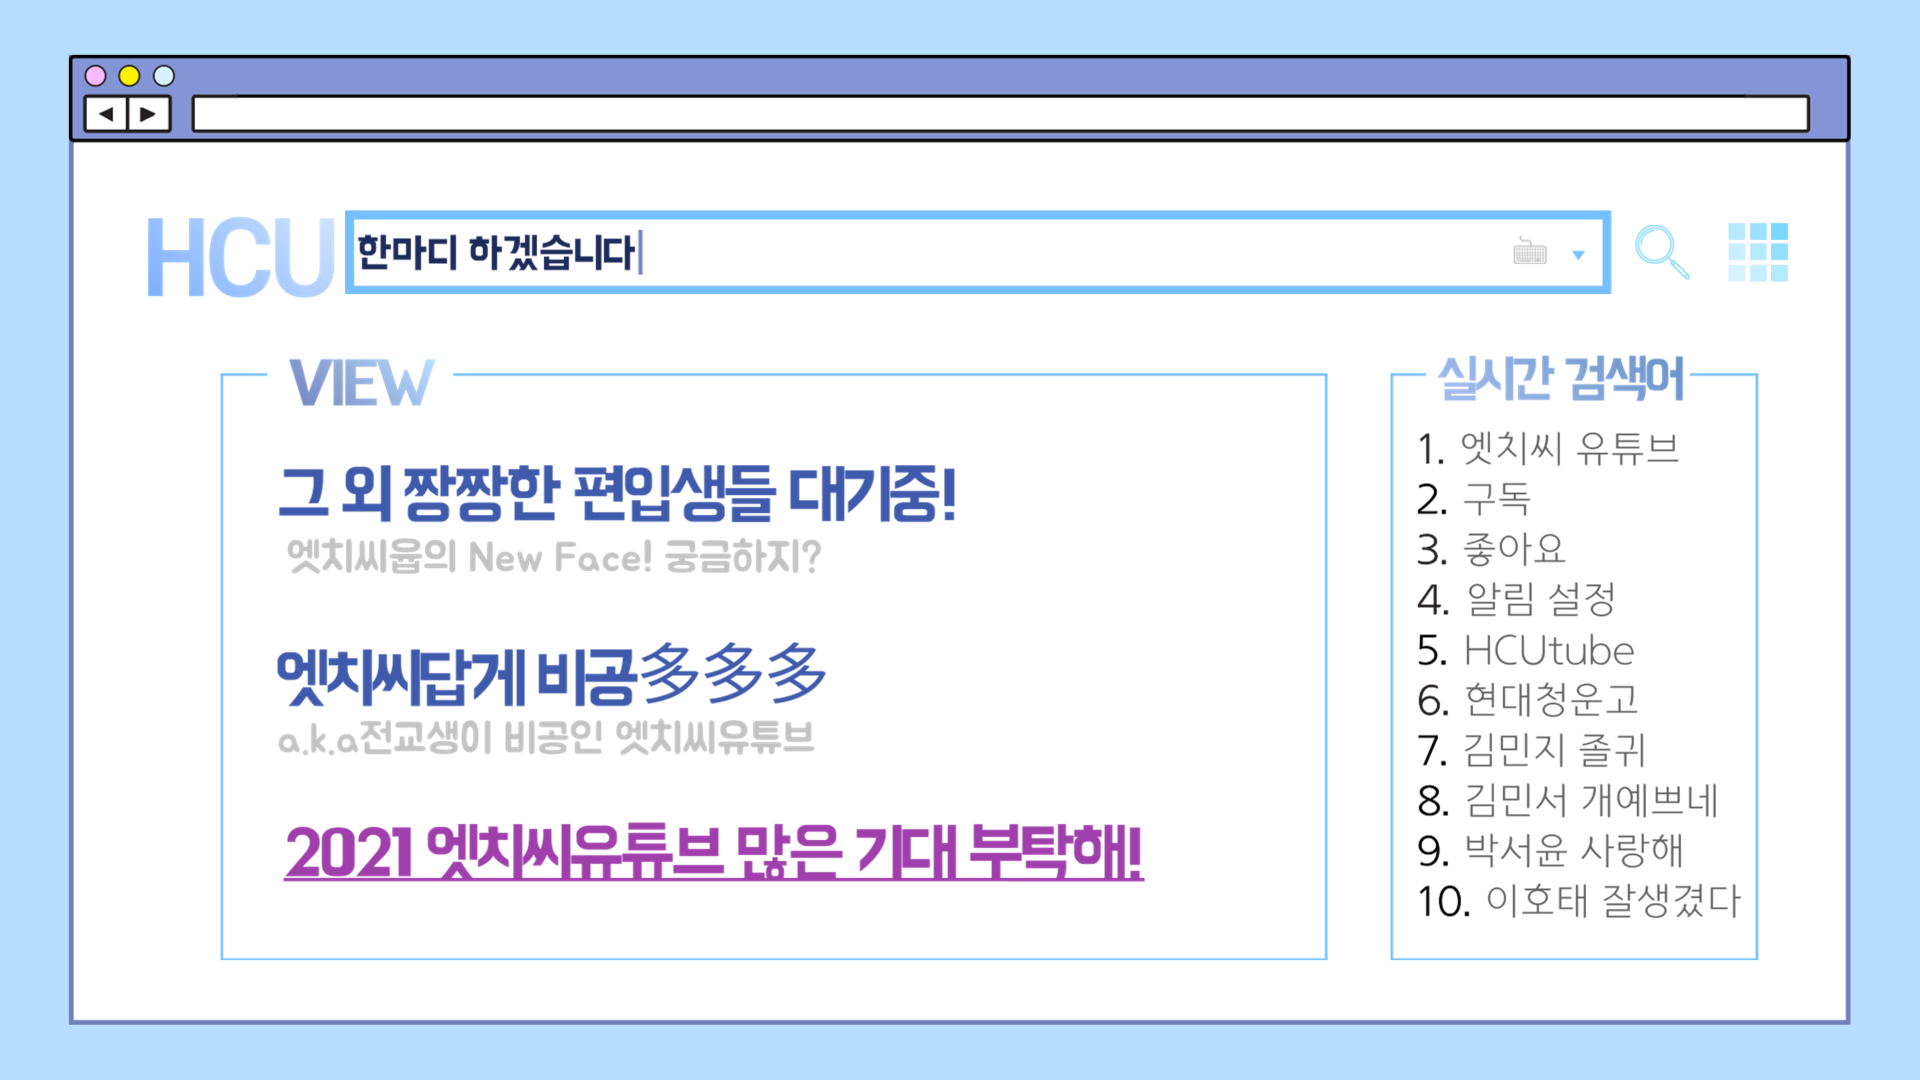 HCU 한마디 하겠습니다
VIEW
그 외 짱짱한 편입생들 대기중!
엣치씨윱의 New Face! 궁금하지?
엣치씨답게 비공多多多
a.k.a전교생이 비공인 엣치씨유튜브
2021 엣치씨유튜브 많은 기대 부탁해!
실시간 검색어
1. 엣치씨 유튜브
2. 구독
3. 좋아요
4. 알림 설정
5. HCUtube
6. 현대청운고
7. 김민지 졸귀
8. 김민서 개예쁘네
9. 박서윤 사랑해
10. 이호태 잘생겼다